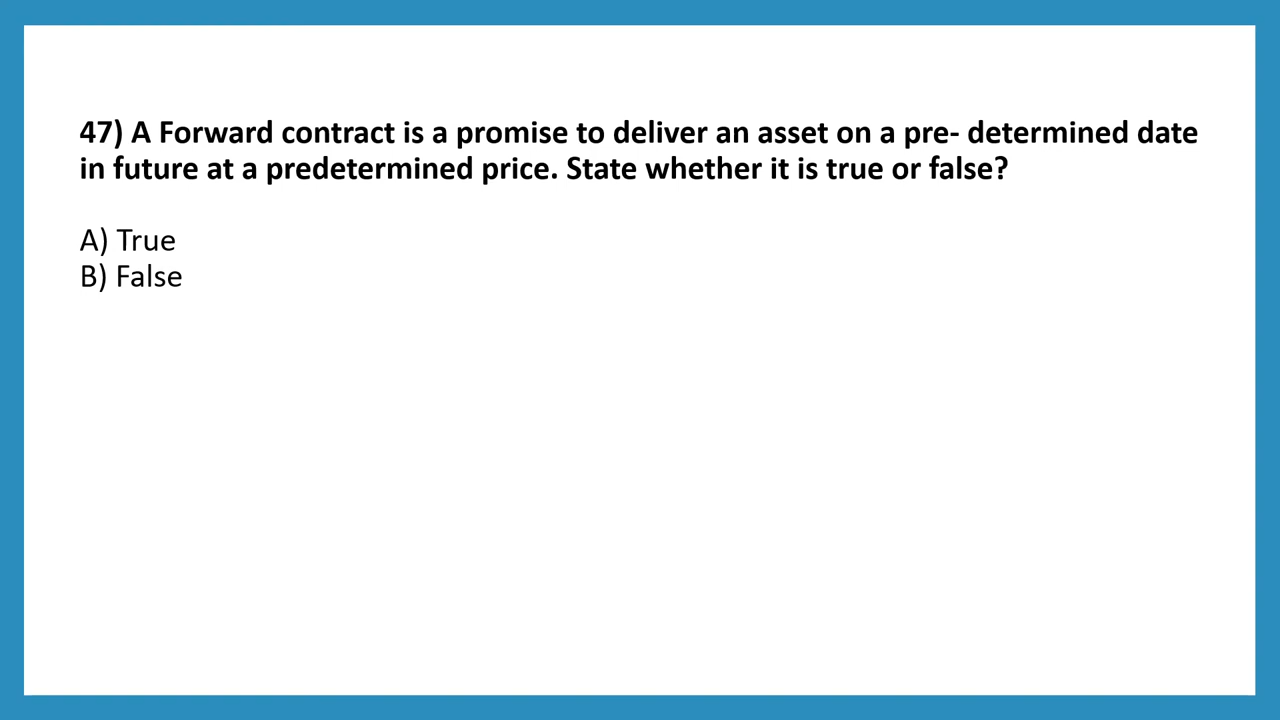 47) A Forward contract is a promise to deliver an asset on a pre- determined date
in future at a predetermined price. State whether it is true or false?
A) True
B) False